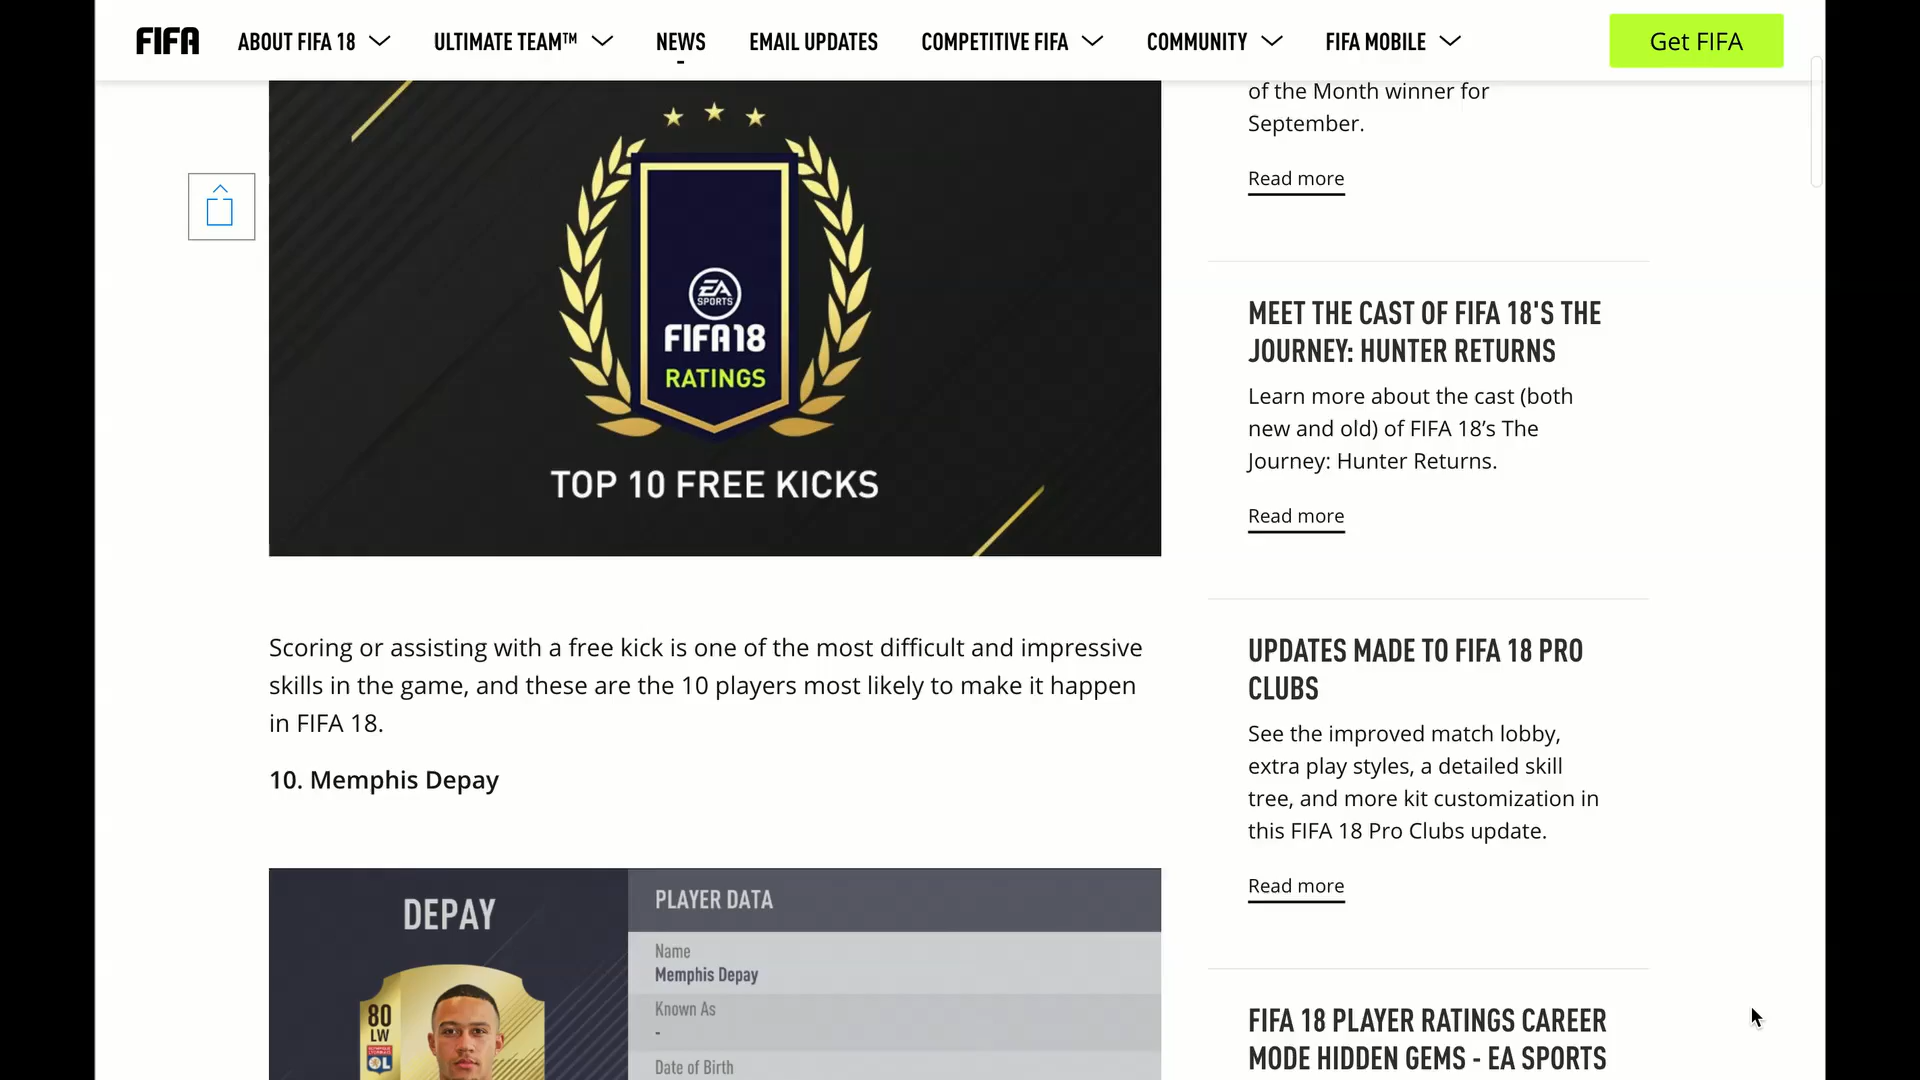 FIFA
ABOUT FIFA 18
ULTIMATE TEAM™
NEWS
EMAIL UPDATES
COMPETITIVE FIFA
COMMUNITY
FIFA MOBILE
Get FIFA
EA
SPORTS
FIFA18
RATINGS
TOP 10 FREE KICKS
Scoring or assisting with a free kick is one of the most difficult and impressive
skills in the game, and these are the 10 players most likely to make it happen
in FIFA 18.
10. Memphis Depay
DEPAY
80
LW
OL
PLAYER DATA
Name
Memphis Depay
Known As
-
Date of Birth
of the Month winner for
September.
Read more
MEET THE CAST OF FIFA 18'S THE
JOURNEY: HUNTER RETURNS
Learn more about the cast (both
new and old) of FIFA 18’s The
Journey: Hunter Returns.
Read more
UPDATES MADE TO FIFA 18 PRO
CLUBS
See the improved match lobby,
extra play styles, a detailed skill
tree, and more kit customization in
this FIFA 18 Pro Clubs update.
Read more
FIFA 18 PLAYER RATINGS CAREER
MODE HIDDEN GEMS - EA SPORTS